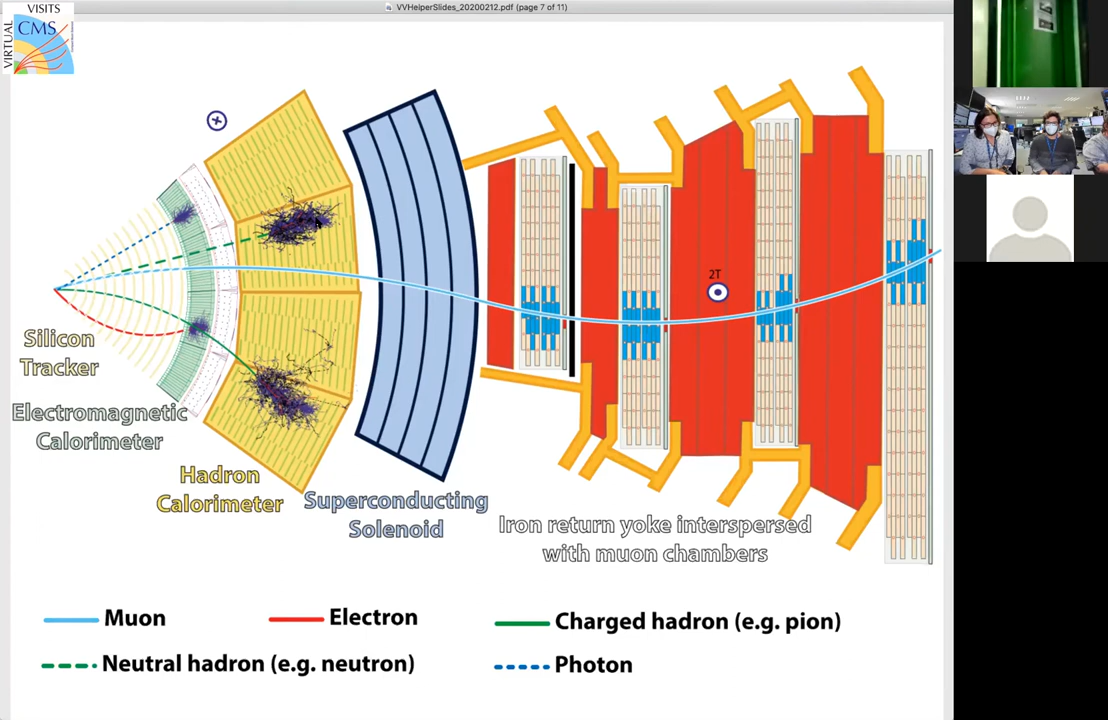 VVHelperSlides_20200212.pdf (page 7 of 11)
VIRTUAL
VISITS
CMS
2T
Silicon
Tracker
Electromagnetic
Calorimeter
Hadron
Calorimeter
Superconducting
Solenoid
Iron return yoke interspersed
with muon chambers
Muon
Electron
Charged hadron (e.g. pion)
Neutral hadron (e.g. neutron)
Photon